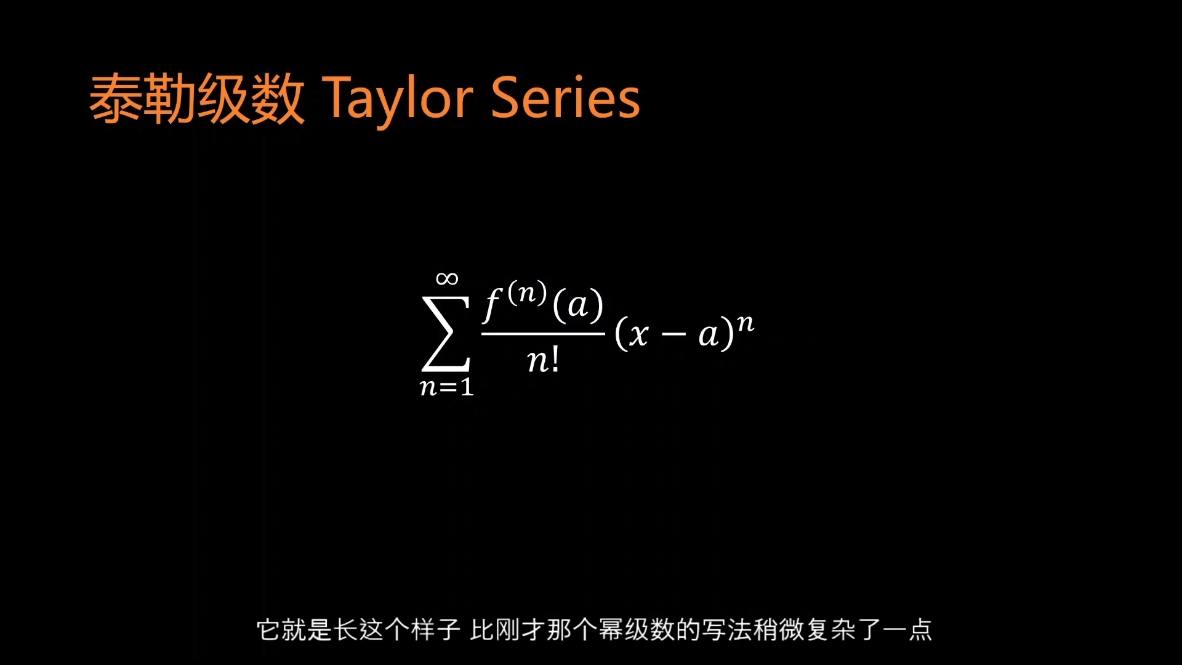 泰勒级数 Taylor Series
\sum_{n=1}^{\infty} \frac{f^{(n)}(a)}{n!} (x-a)^n
它就是长这个样子 比刚才那个幂级数的写法稍微复杂了一点